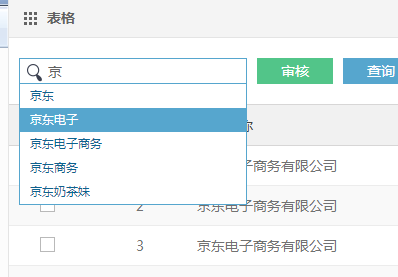 表格
京
审核
查询
京东
京东电子
京东电子商务
京东商务
京东奶茶妹
称
子商务有限公司
2 京东电子商务有限公司
3 京东电子商务有限公司